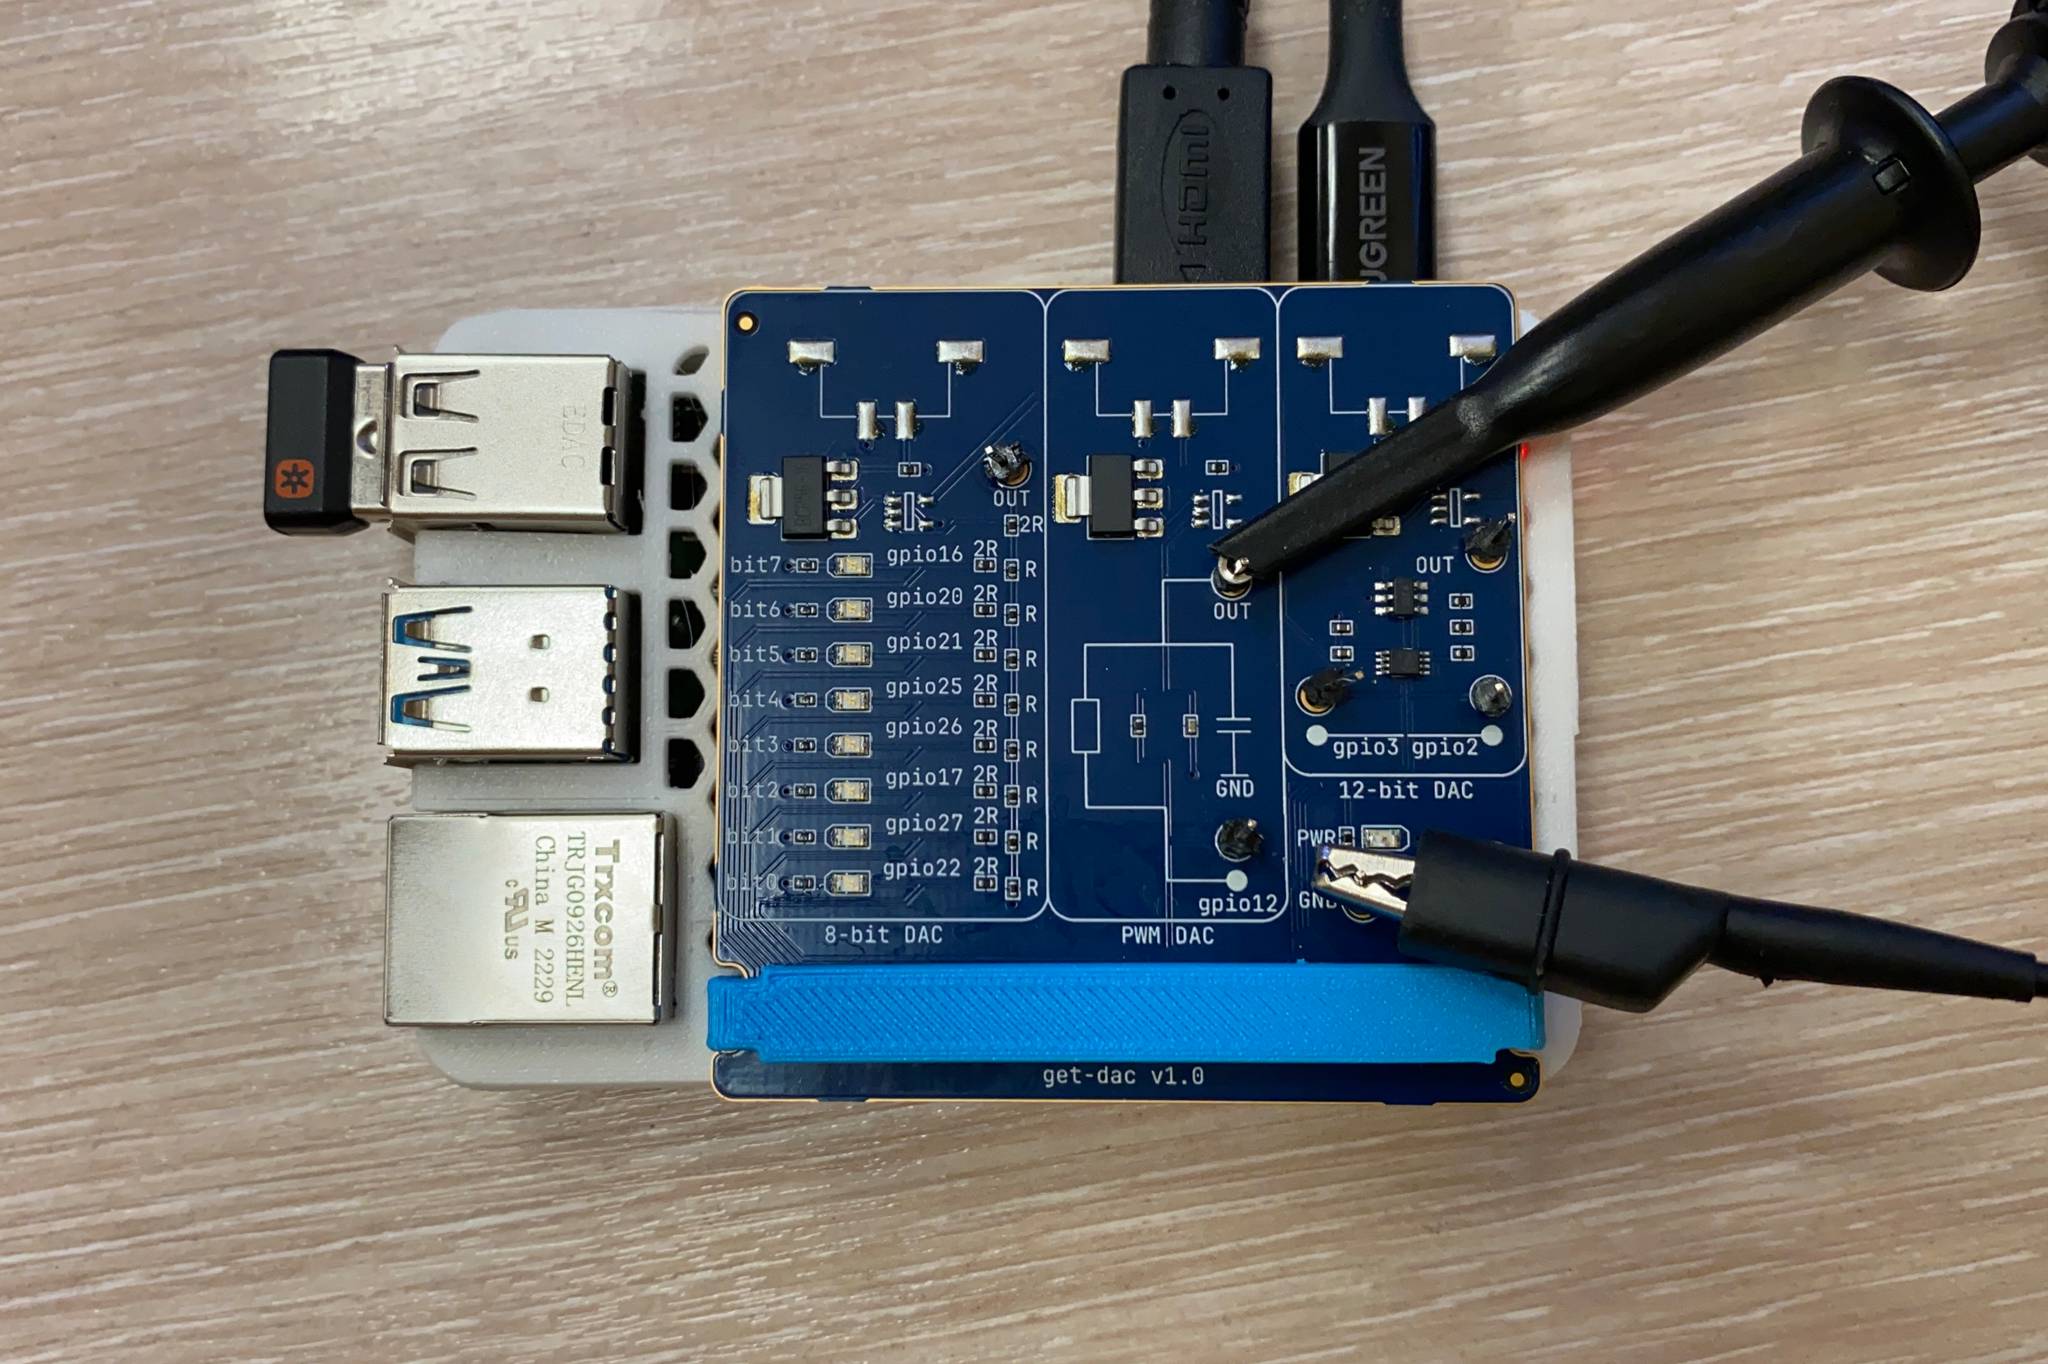 HDMI
UGREEN
EDAC
OUT
2R
bit7
gpio16
2R
R
OUT
bit6
gpio20
2R
R
OUT
bit5
gpio21
2R
R
bit4
gpio25
2R
R
bit3
gpio26
2R
R
gpio3
gpio2
bit2
gpio17
2R
R
GND
12-bit DAC
bit1
gpio27
2R
R
PWR
bit0
gpio22
2R
R
gpio12
GND
8-bit DAC
PWM DAC
Trxcom®
TRJG0926HENL
China M 2229
c UL US
get-dac v1.0